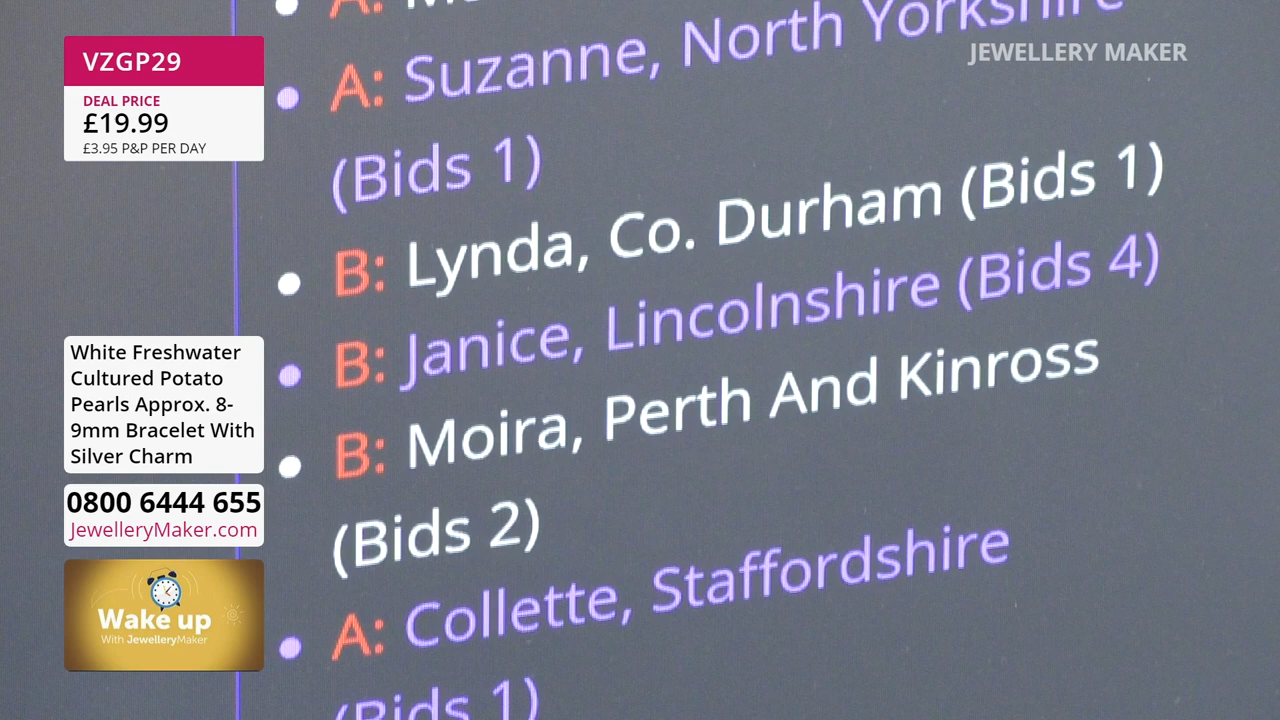 VZGP29
DEAL PRICE
£19.99
£3.95 P&P PER DAY
White Freshwater
Cultured Potato
Pearls Approx. 8-
9mm Bracelet With
Silver Charm
0800 6444 655
JewelleryMaker.com
Wake up
With JewelleryMaker
JEWELLERY MAKER
A:
A: Suzanne, North Yorkshire
(Bids 1)
B: Lynda, Co. Durham (Bids 1)
B: Janice, Lincolnshire (Bids 4)
B: Moira, Perth And Kinross
(Bids 2)
A: Collette, Staffordshire
(Bids 1)